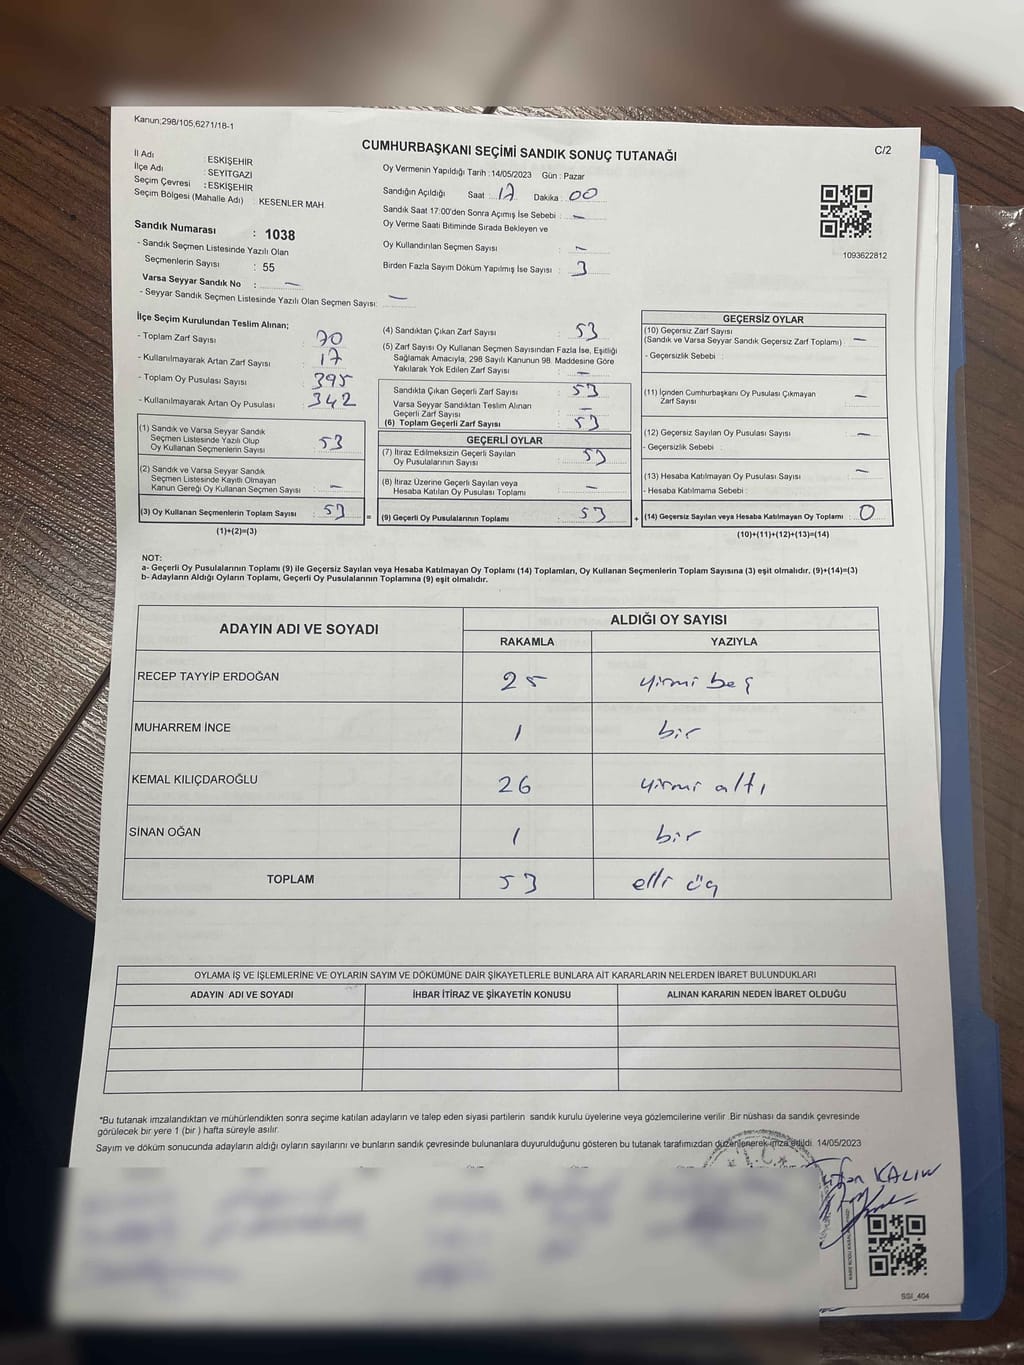 Kanun;298/105,6271/18-1
C/2
CUMHURBAŞKANI SEÇİMİ SANDIK SONUÇ TUTANAĞI
İl Adı : ESKİŞEHİR
İlçe Adı : SEYİTGAZİ
Seçim Çevresi : ESKİŞEHİR
Seçim Bölgesi (Mahalle Adı) : KESENLER MAH.
Sandık Numarası : 1038
- Sandık Seçmen Listesinde Yazılı Olan
Seçmenlerin Sayısı : 55
Varsa Seyyar Sandık No : —
- Seyyar Sandık Seçmen Listesinde Yazılı Olan Seçmen Sayısı: —
Oy Vermenin Yapıldığı Tarih : 14/05/2023 Gün : Pazar
Sandığın Açıldığı Saat 17 Dakika : 00
Sandık Saat 17:00'den Sonra Açımış İse Sebebi : —
Oy Verme Saati Bitiminde Sırada Bekleyen ve
Oy Kullandırılan Seçmen Sayısı : —
Birden Fazla Sayım Döküm Yapılmış İse Sayısı : 3
1093622812
İlçe Seçim Kurulundan Teslim Alınan;
- Toplam Zarf Sayısı : 70
- Kullanılmayarak Artan Zarf Sayısı : 17
- Toplam Oy Pusulası Sayısı : 395
- Kullanılmayarak Artan Oy Pusulası : 342
(1) Sandık ve Varsa Seyyar Sandık
Seçmen Listesinde Yazılı Olup
Oy Kullanan Seçmenlerin Sayısı : 53
(2) Sandık ve Varsa Seyyar Sandık
Seçmen Listesinde Kayıtlı Olmayan
Kanun Gereği Oy Kullanan Seçmen Sayısı : —
(3) Oy Kullanan Seçmenlerin Toplam Sayısı : 53
(1)+(2)=(3)
=
(4) Sandıktan Çıkan Zarf Sayısı : 53
(5) Zarf Sayısı Oy Kullanan Seçmen Sayısından Fazla İse, Eşitliği
Sağlamak Amacıyla, 298 Sayılı Kanunun 98. Maddesine Göre
Yakılarak Yok Edilen Zarf Sayısı : —
Sandıkta Çıkan Geçerli Zarf Sayısı : 53
Varsa Seyyar Sandıktan Teslim Alınan
Geçerli Zarf Sayısı : —
(6) Toplam Geçerli Zarf Sayısı : 53
GEÇERLİ OYLAR
(7) İtiraz Edilmeksizin Geçerli Sayılan
Oy Pusulalarının Sayısı : 53
(8) İtiraz Üzerine Geçerli Sayılan veya
Hesaba Katılan Oy Pusulası Toplamı : —
(9) Geçerli Oy Pusulalarının Toplamı : 53
+
GEÇERSİZ OYLAR
(10) Geçersiz Zarf Sayısı
(Sandık ve Varsa Seyyar Sandık Geçersiz Zarf Toplamı) —
- Geçersizlik Sebebi :
(11) İçinden Cumhurbaşkanı Oy Pusulası Çıkmayan
Zarf Sayısı : —
(12) Geçersiz Sayılan Oy Pusulası Sayısı : —
- Geçersizlik Sebebi :
(13) Hesaba Katılmayan Oy Pusulası Sayısı : —
- Hesaba Katılmama Sebebi :
(14) Geçersiz Sayılan veya Hesaba Katılmayan Oy Toplamı : 0
(10)+(11)+(12)+(13)=(14)
NOT:
a- Geçerli Oy Pusulalarının Toplamı (9) ile Geçersiz Sayılan veya Hesaba Katılmayan Oy Toplamı (14) Toplamları, Oy Kullanan Seçmenlerin Toplam Sayısına (3) eşit olmalıdır. (9)+(14)=(3)
b- Adayların Aldığı Oyların Toplamı, Geçerli Oy Pusulalarının Toplamına (9) eşit olmalıdır.
ADAYIN ADI VE SOYADI
ALDIĞI OY SAYISI
RAKAMLA YAZIYLA
RECEP TAYYİP ERDOĞAN 25 yirmi beş
MUHARREM İNCE 1 bir
KEMAL KILIÇDAROĞLU 26 yirmi altı
SİNAN OĞAN 1 bir
TOPLAM 53 elli üç
OYLAMA İŞ VE İŞLEMLERİNE VE OYLARIN SAYIM VE DÖKÜMÜNE DAİR ŞİKAYETLERLE BUNLARA AİT KARARLARIN NELERDEN İBARET BULUNDUKLARI
ADAYIN ADI VE SOYADI İHBAR İTİRAZ VE ŞİKAYETİN KONUSU ALINAN KARARIN NEDEN İBARET OLDUĞU
*Bu tutanak imzalandıktan ve mühürlendikten sonra seçime katılan adayların ve talep eden siyasi partilerin sandık kurulu üyelerine veya gözlemcilerine verilir. Bir nüshası da sandık çevresinde
görülecek bir yere 1 (bir ) hafta süreyle asılır.
Sayım ve döküm sonucunda adayların aldığı oyların sayılarını ve bunların sandık çevresinde bulunanlara duyurulduğunu gösteren bu tutanak tarafımızdan düzenlenerek imza edildi. 14/05/2023
KALIN
SSI_404